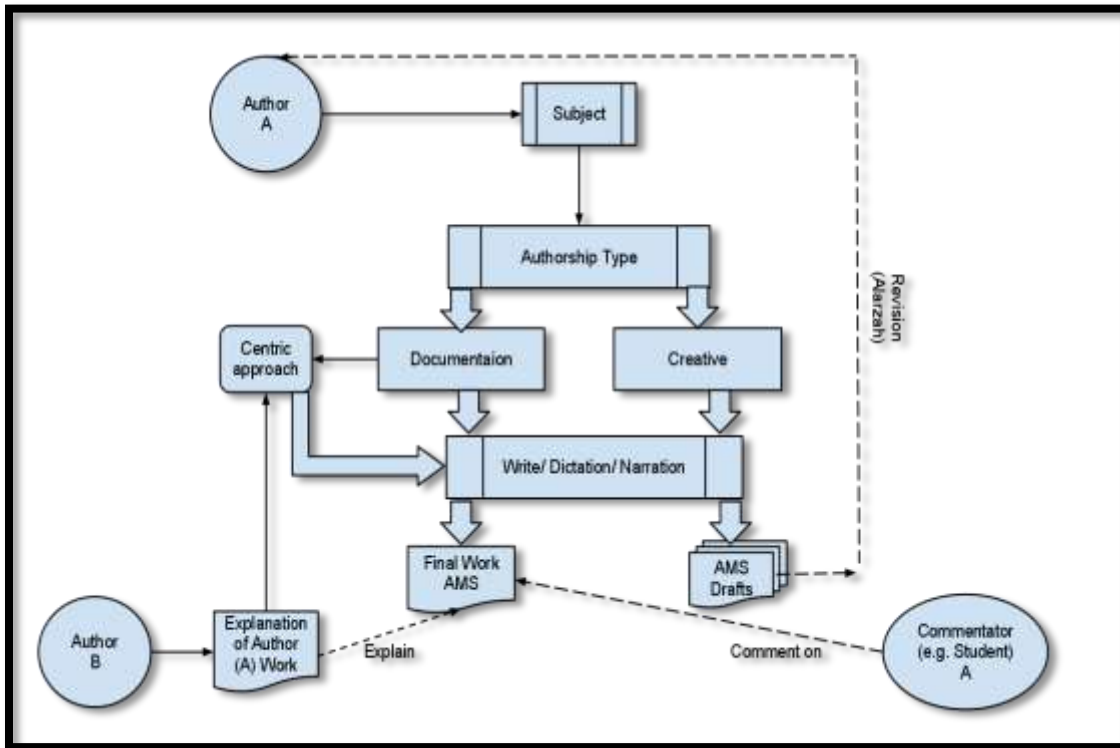 Author
A
Subject
Authorship Type
Revision
(Alarzah)
Centric
approach
Documentaion
Creative
Write/ Dictation/ Narration
Final Work
AMS
AMS
Drafts
Author
B
Explanation
of Author
(A) Work
Explain
Comment on
Commentator
(e.g. Student)
A